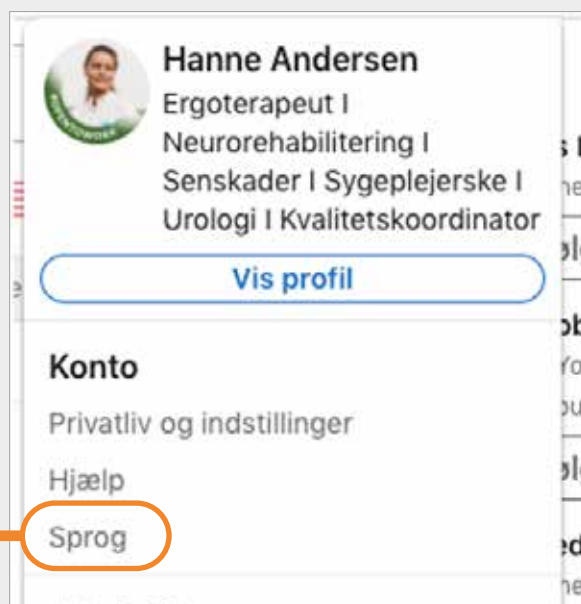 Hanne Andersen
Ergoterapeut I
Neurorehabilitering I
Senskader I Sygeplejerske I
Urologi I Kvalitetskoordinator
Vis profil
Konto
Privatliv og indstillinger
Hjælp
Sprog